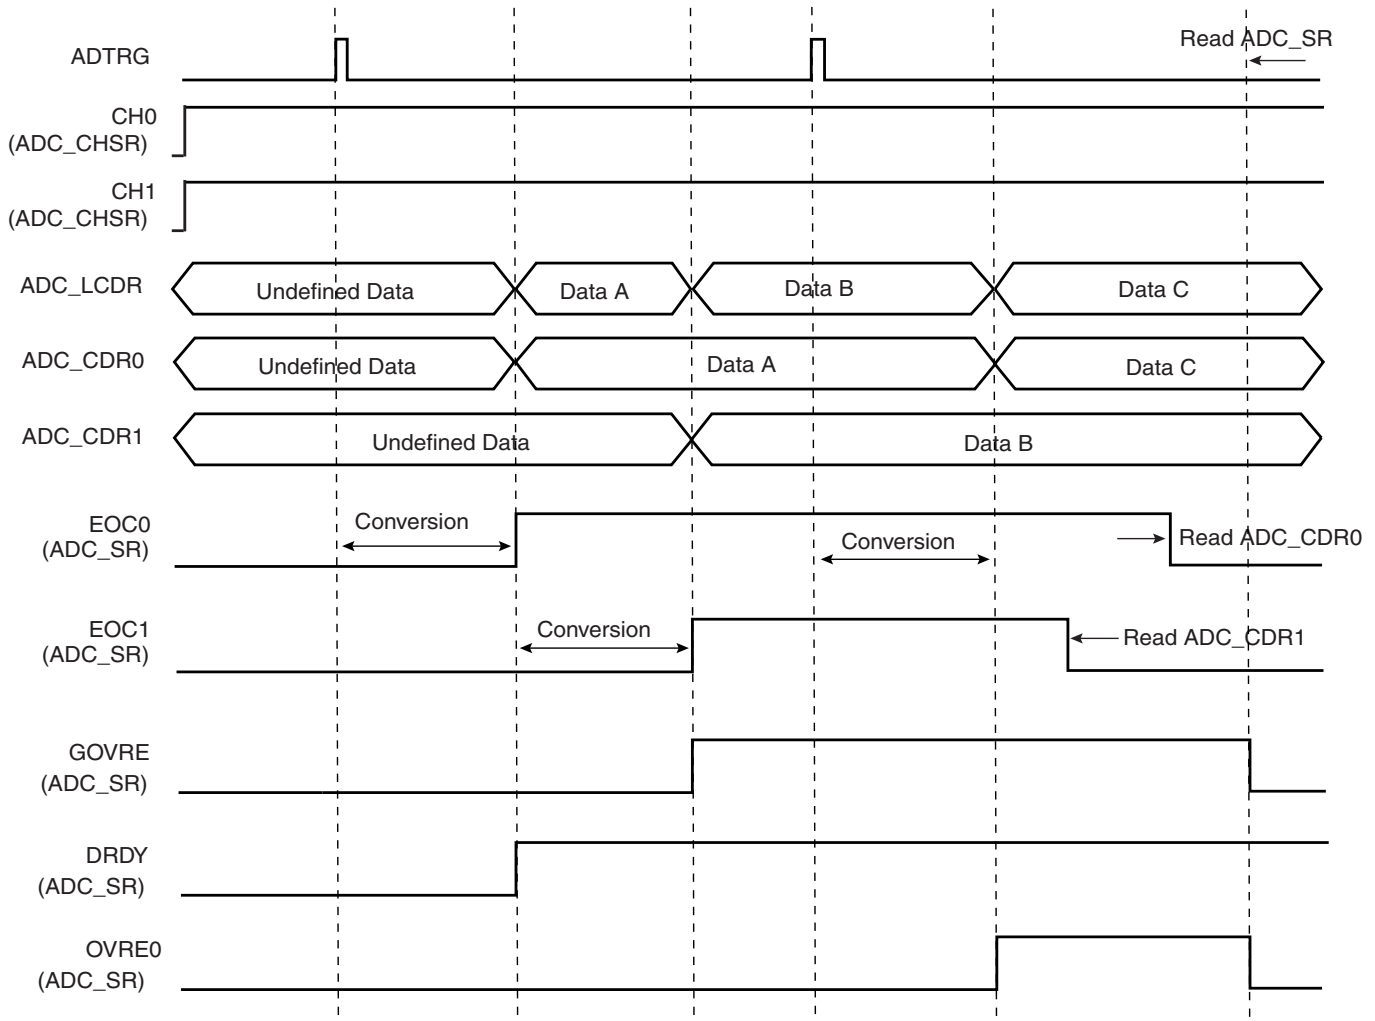 Read ADC_SR
ADTRG
CH0
(ADC_CHSR)
CH1
(ADC_CHSR)
ADC_LCDR
Undefined Data
Data A
Data B
Data C
ADC_CDR0
Undefined Data
Data A
Data C
ADC_CDR1
Undefined Data
Data B
EOC0
(ADC_SR)
Conversion
Conversion
Read ADC_CDR0
EOC1
(ADC_SR)
Conversion
Read ADC_CDR1
GOVRE
(ADC_SR)
DRDY
(ADC_SR)
OVRE0
(ADC_SR)